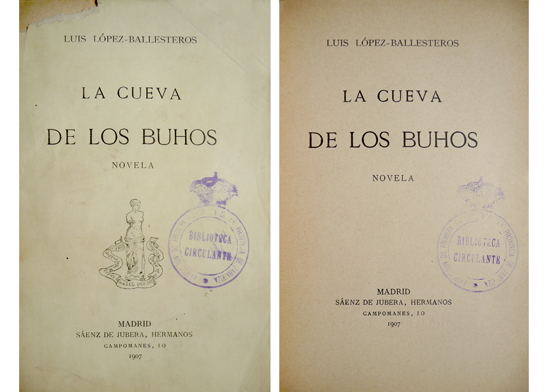 LUIS LÓPEZ-BALLESTEROS
LA CUEVA
DE LOS BUHOS
NOVELA
BIBLIOTECA
CIRCULANTE
MADRID
SÁENZ DE JUBERA, HERMANOS
CAMPOMANES, 10
1907
LUIS LÓPEZ-BALLESTEROS
LA CUEVA
DE LOS BUHOS
NOVELA
BIBLIOTECA
CIRCULANTE
MADRID
SÁENZ DE JUBERA, HERMANOS
CAMPOMANES, 10
1907